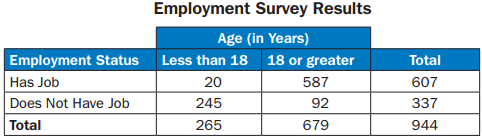 Employment Survey Results
Age (in Years)
Employment Status Less than 18 18 or greater Total
Has Job 20 587 607
Does Not Have Job 245 92 337
Total 265 679 944